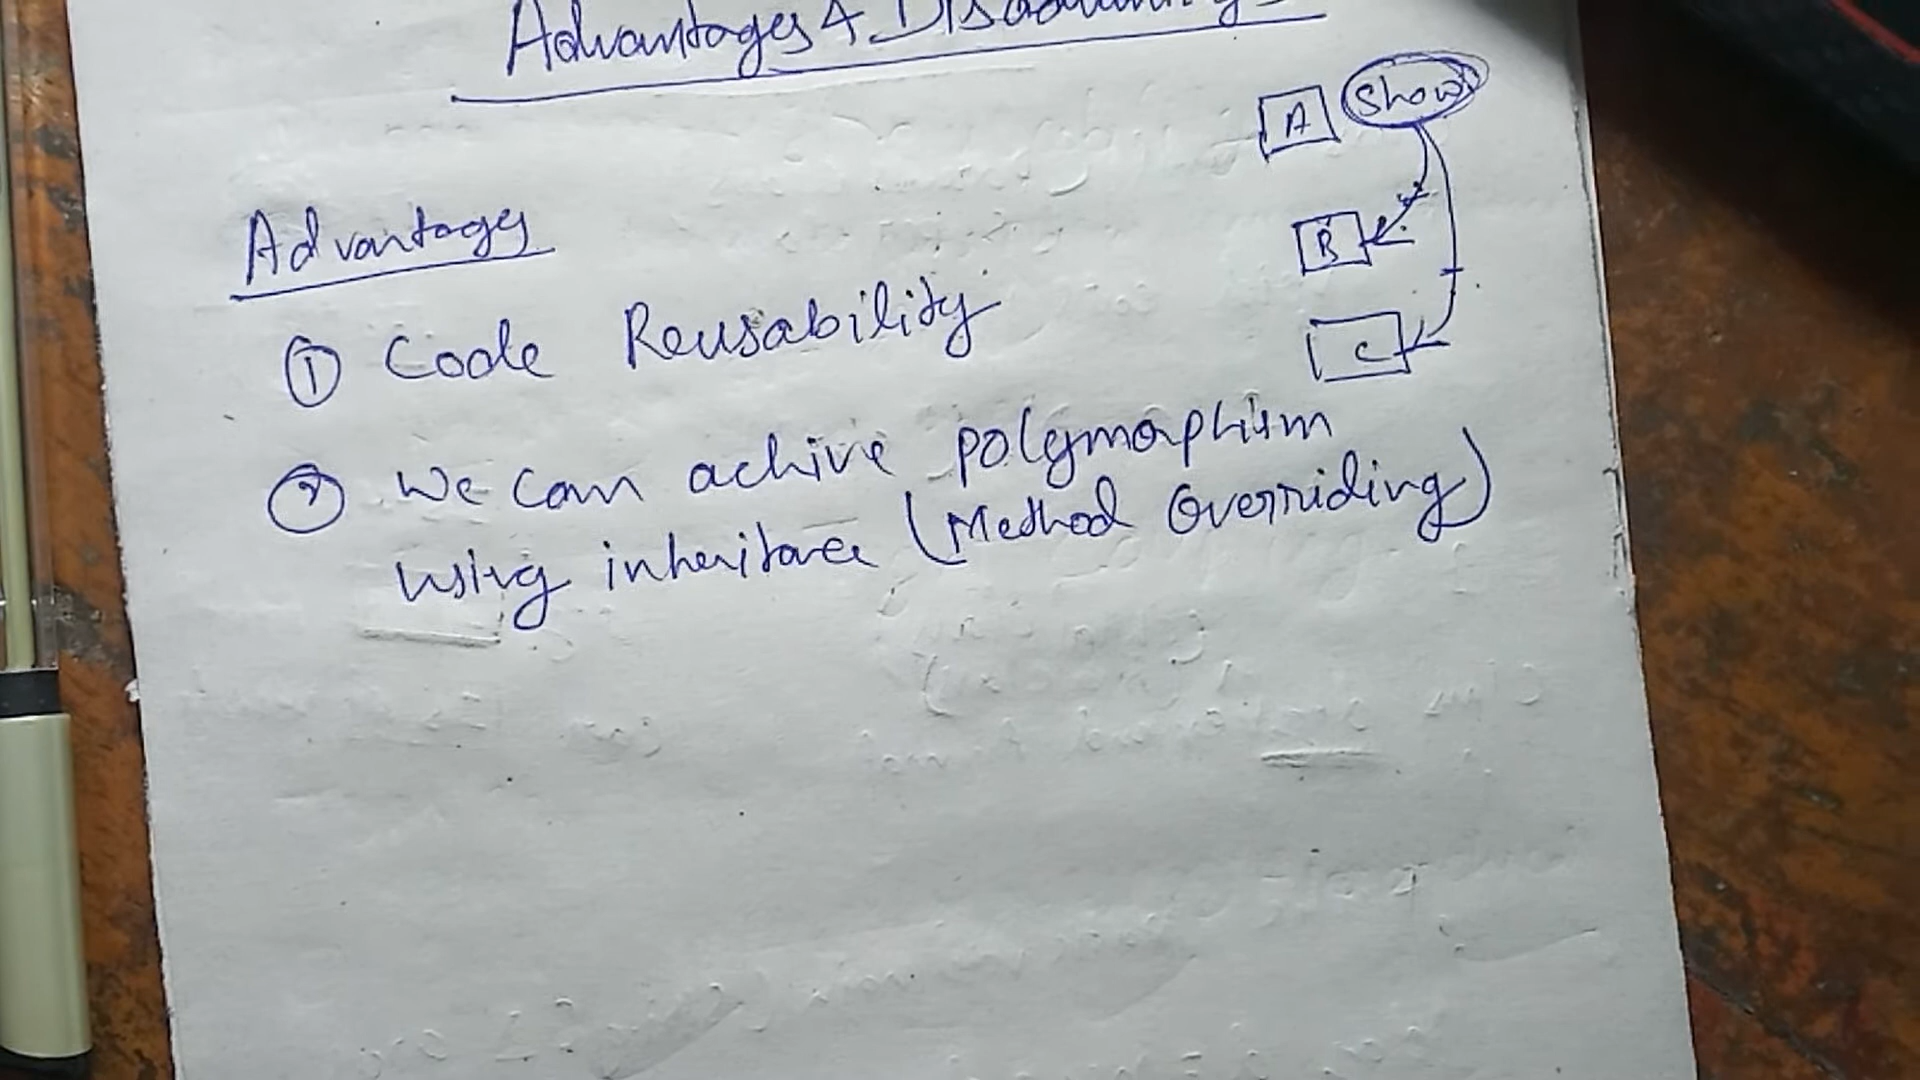 Advantages & Disadvantages
A Show
B
Advantages
① Code Reusability
C
② We can achive polymorphism
using inheritance (Method Overriding)